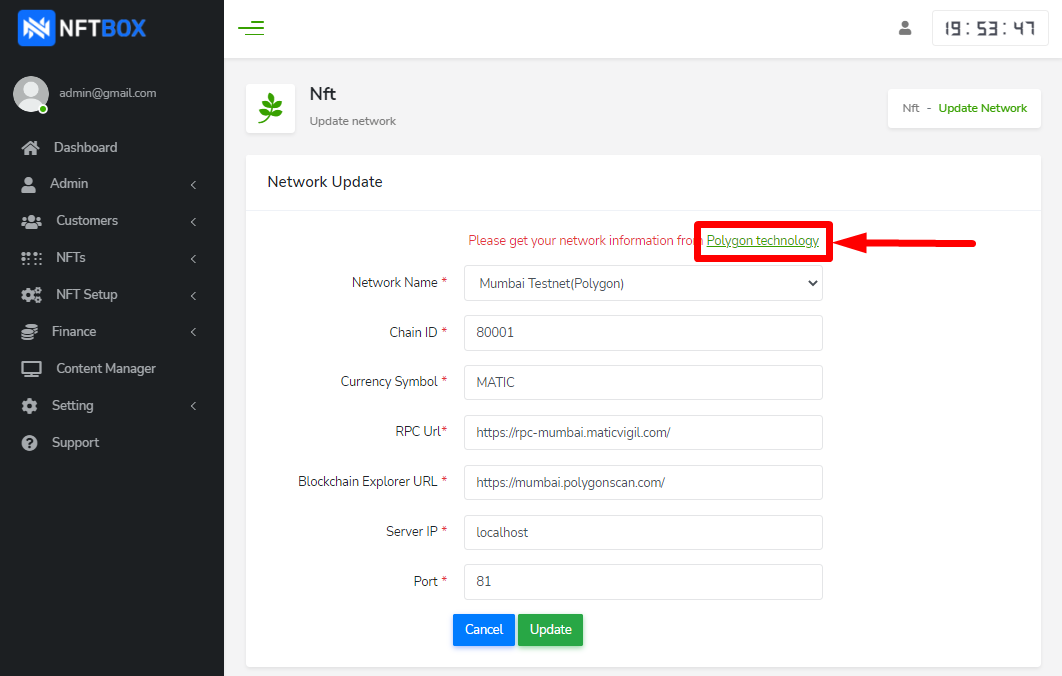 NFTBOX
19:53:47
admin@gmail.com
Dashboard
Admin
Customers
NFTs
NFT Setup
Finance
Content Manager
Setting
Support
Nft
Update network
Nft - Update Network
Network Update
Please get your network information from Polygon technology
Network Name * Mumbai Testnet(Polygon)
Chain ID * 80001
Currency Symbol * MATIC
RPC Url* https://rpc-mumbai.maticvigil.com/
Blockchain Explorer URL * https://mumbai.polygonscan.com/
Server IP * localhost
Port * 81
Cancel Update